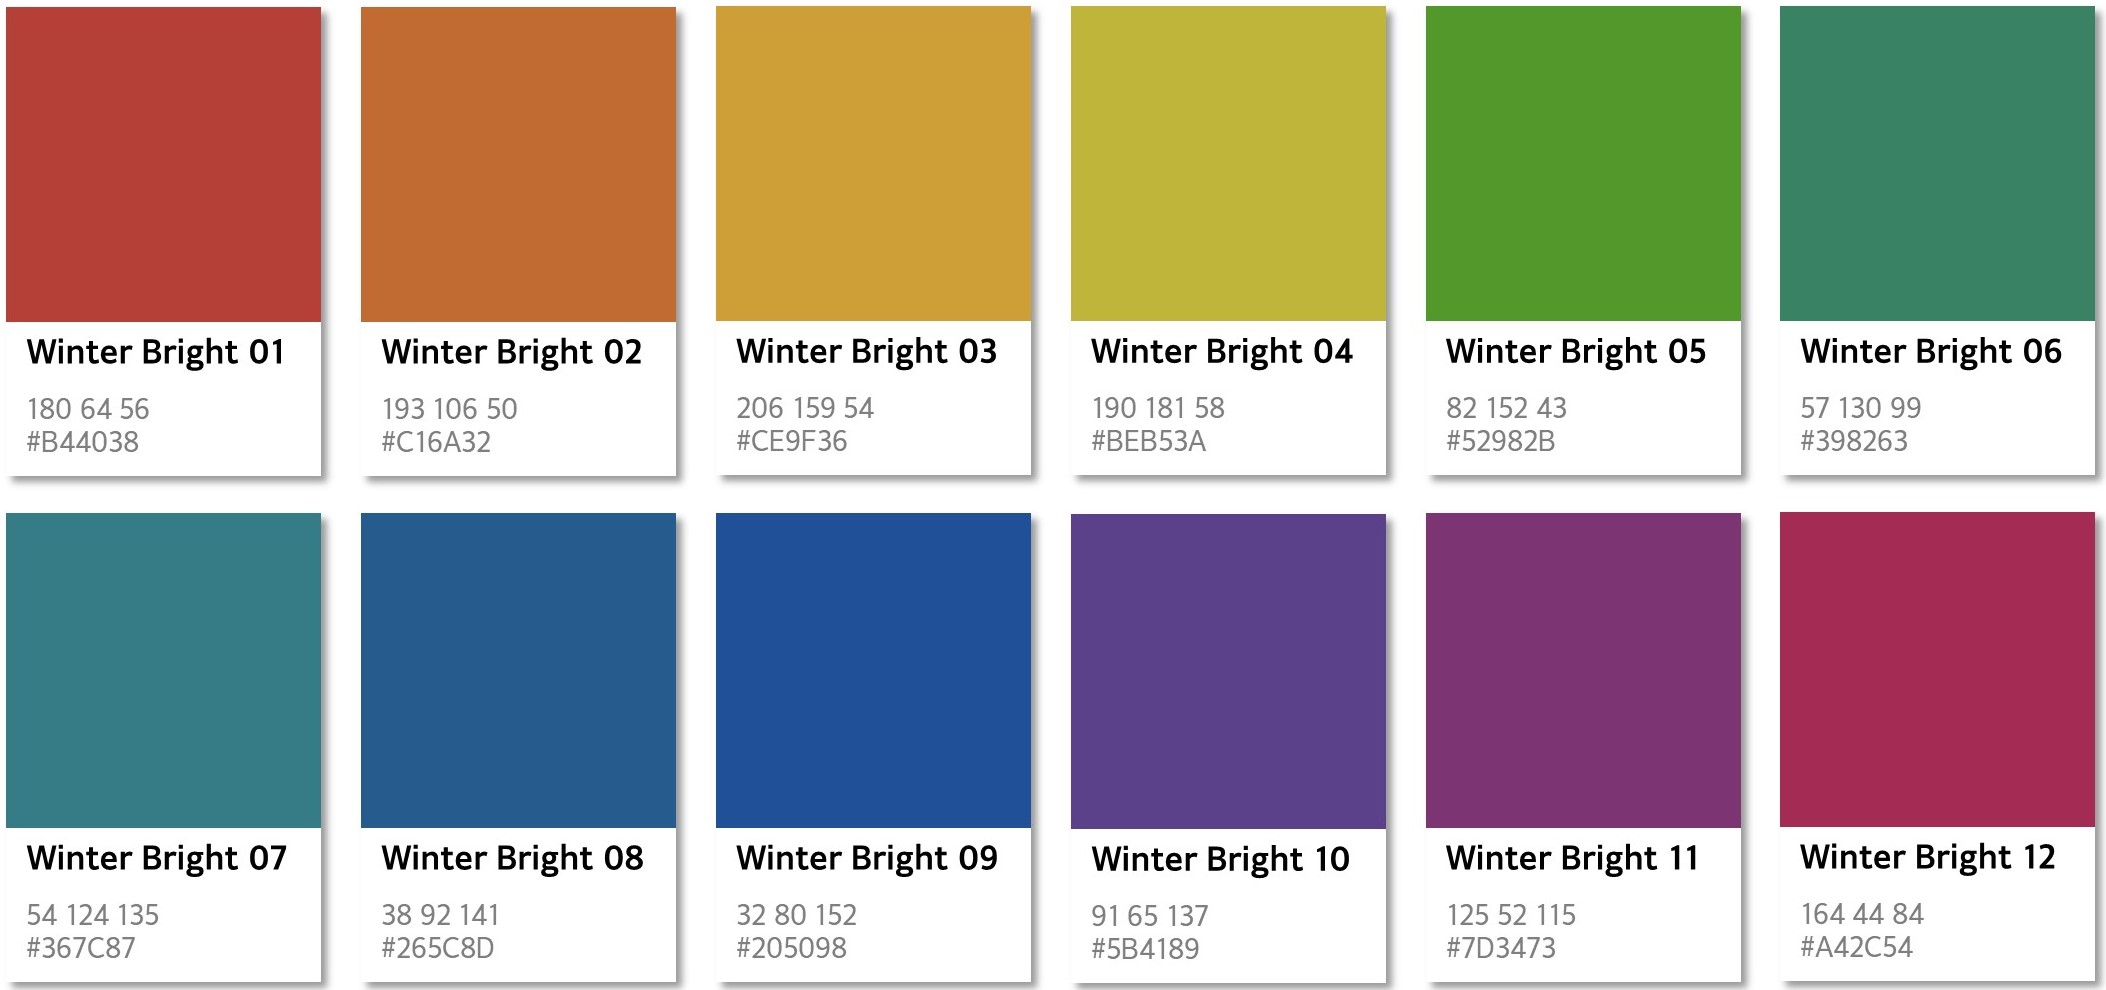 Winter Bright 01
180 64 56
#B44038
Winter Bright 02
193 106 50
#C16A32
Winter Bright 03
206 159 54
#CE9F36
Winter Bright 04
190 181 58
#BEB53A
Winter Bright 05
82 152 43
#52982B
Winter Bright 06
57 130 99
#398263
Winter Bright 07
54 124 135
#367C87
Winter Bright 08
38 92 141
#265C8D
Winter Bright 09
32 80 152
#205098
Winter Bright 10
91 65 137
#5B4189
Winter Bright 11
125 52 115
#7D3473
Winter Bright 12
164 44 84
#A42C54